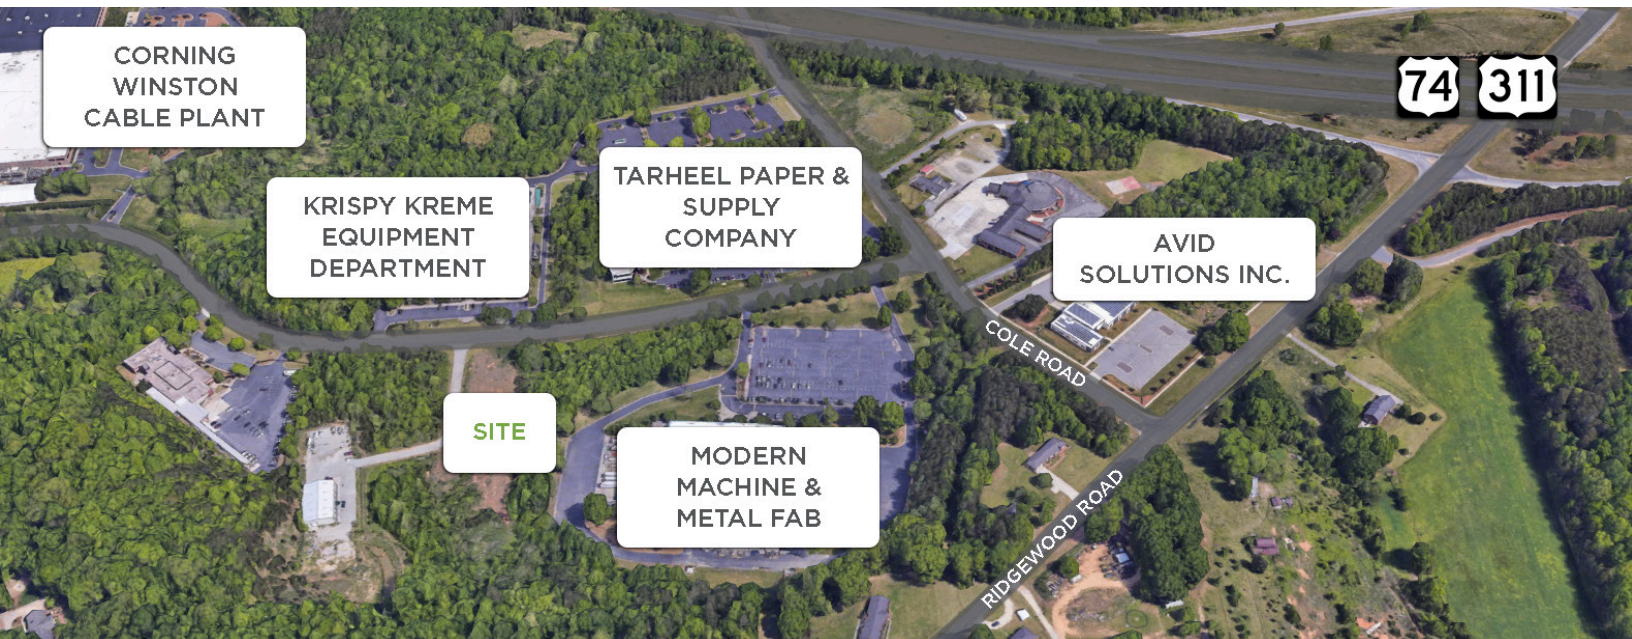 CORNING
WINSTON
CABLE PLANT
74 311
KRISPY KREME
EQUIPMENT
DEPARTMENT
TARHEEL PAPER &
SUPPLY
COMPANY
AVID
SOLUTIONS INC.
COLE ROAD
SITE
MODERN
MACHINE &
METAL FAB
RIDGEWOOD ROAD